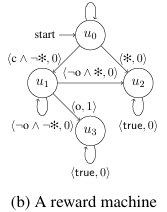 start
u₀
⟨c ∧ ¬✻, 0⟩ ⟨✻, 0⟩
⟨¬o ∧ ✻, 0⟩
u₁ u₂
⟨o, 1⟩
⟨¬o ∧ ¬✻, 0⟩ ⟨true, 0⟩
u₃
⟨true, 0⟩
(b) A reward machine